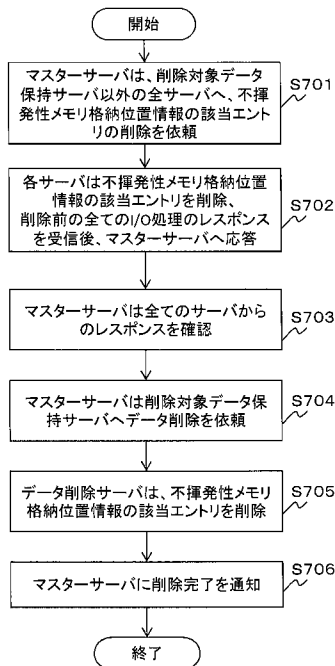 開始
マスターサーバは、削除対象データ
保持サーバ以外の全サーバへ、不揮
発性メモリ格納位置情報の該当エント
リの削除を依頼
S701
各サーバは不揮発性メモリ格納位置
情報の該当エントリを削除、
削除前の全てのI/O処理のレスポンス
を受信後、マスターサーバへ応答
S702
マスターサーバは全てのサーバから
のレスポンスを確認
S703
マスターサーバは削除対象データ保
持サーバへデータ削除を依頼
S704
データ削除サーバは、不揮発性メモリ
格納位置情報の該当エントリを削除
S705
マスターサーバに削除完了を通知
S706
終了